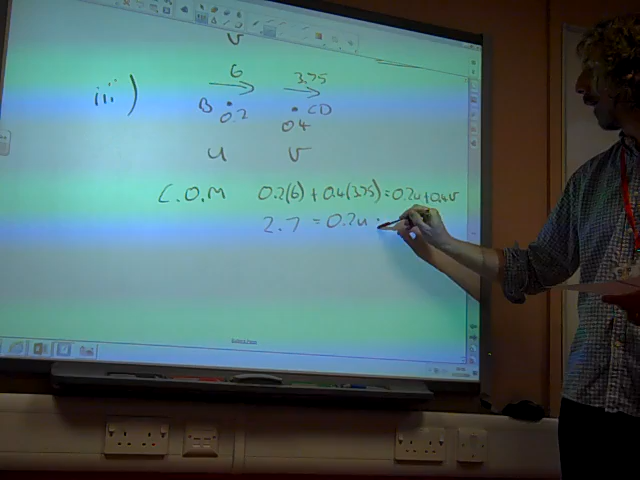 v
6 3.75
iii) B 0.2 0.4 CD
u v
C.O.M 0.2(6) + 0.4(3.75) = 0.2u + 0.4v
2.7 = 0.2u